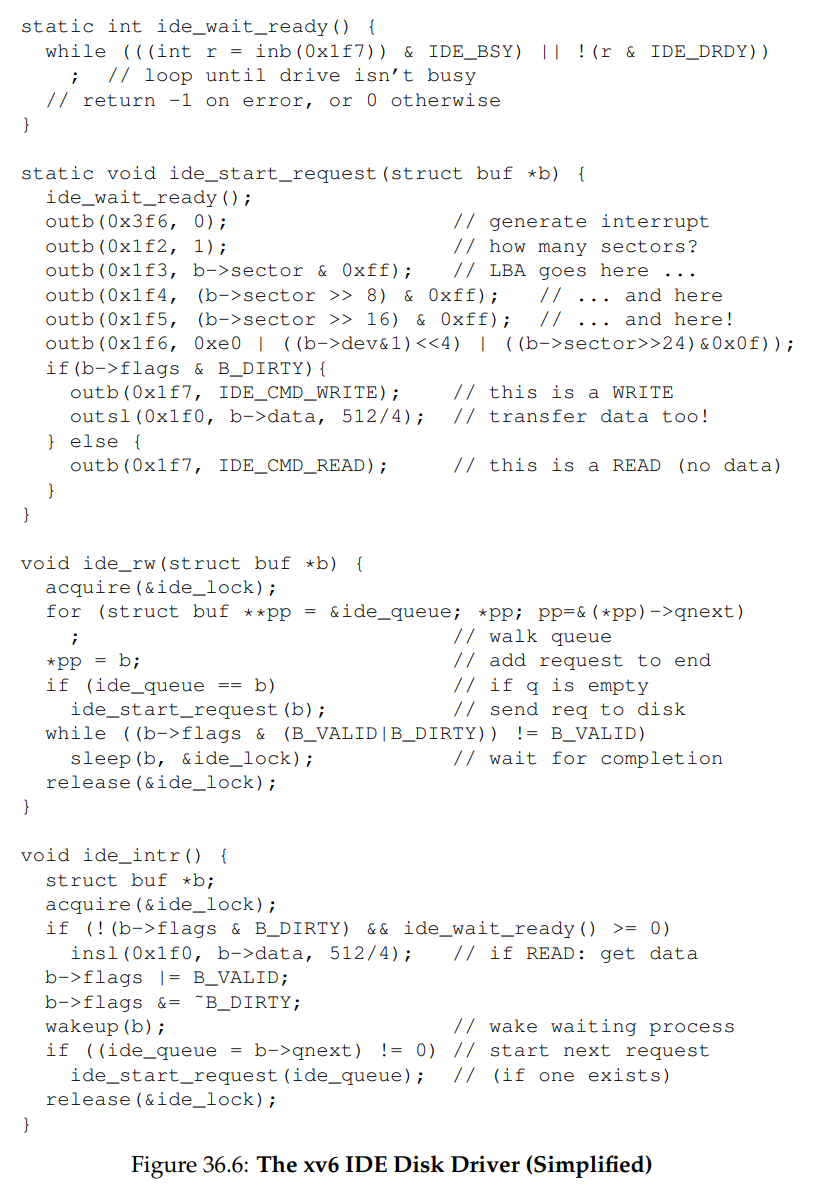 static int ide_wait_ready() {
  while (((int r = inb(0x1f7)) & IDE_BSY) || !(r & IDE_DRDY))
    ;  // loop until drive isn't busy
  // return -1 on error, or 0 otherwise
}

static void ide_start_request(struct buf *b) {
  ide_wait_ready();
  outb(0x3f6, 0);                   // generate interrupt
  outb(0x1f2, 1);                   // how many sectors?
  outb(0x1f3, b->sector & 0xff);    // LBA goes here ...
  outb(0x1f4, (b->sector >> 8) & 0xff);    // ... and here
  outb(0x1f5, (b->sector >> 16) & 0xff);   // ... and here!
  outb(0x1f6, 0xe0 | ((b->dev&1)<<4) | ((b->sector>>24)&0x0f));
  if(b->flags & B_DIRTY){
    outb(0x1f7, IDE_CMD_WRITE);     // this is a WRITE
    outsl(0x1f0, b->data, 512/4);   // transfer data too!
  } else {
    outb(0x1f7, IDE_CMD_READ);      // this is a READ (no data)
  }
}

void ide_rw(struct buf *b) {
  acquire(&ide_lock);
  for (struct buf **pp = &ide_queue; *pp; pp=&(*pp)->qnext)
    ;                               // walk queue
  *pp = b;                          // add request to end
  if (ide_queue == b)               // if q is empty
    ide_start_request(b);           // send req to disk
  while ((b->flags & (B_VALID|B_DIRTY)) != B_VALID)
    sleep(b, &ide_lock);            // wait for completion
  release(&ide_lock);
}

void ide_intr() {
  struct buf *b;
  acquire(&ide_lock);
  if (!(b->flags & B_DIRTY) && ide_wait_ready() >= 0)
    insl(0x1f0, b->data, 512/4);    // if READ: get data
  b->flags |= B_VALID;
  b->flags &= ˜B_DIRTY;
  wakeup(b);                        // wake waiting process
  if ((ide_queue = b->qnext) != 0)  // start next request
    ide_start_request(ide_queue);   // (if one exists)
  release(&ide_lock);
}
Figure 36.6: The xv6 IDE Disk Driver (Simplified)